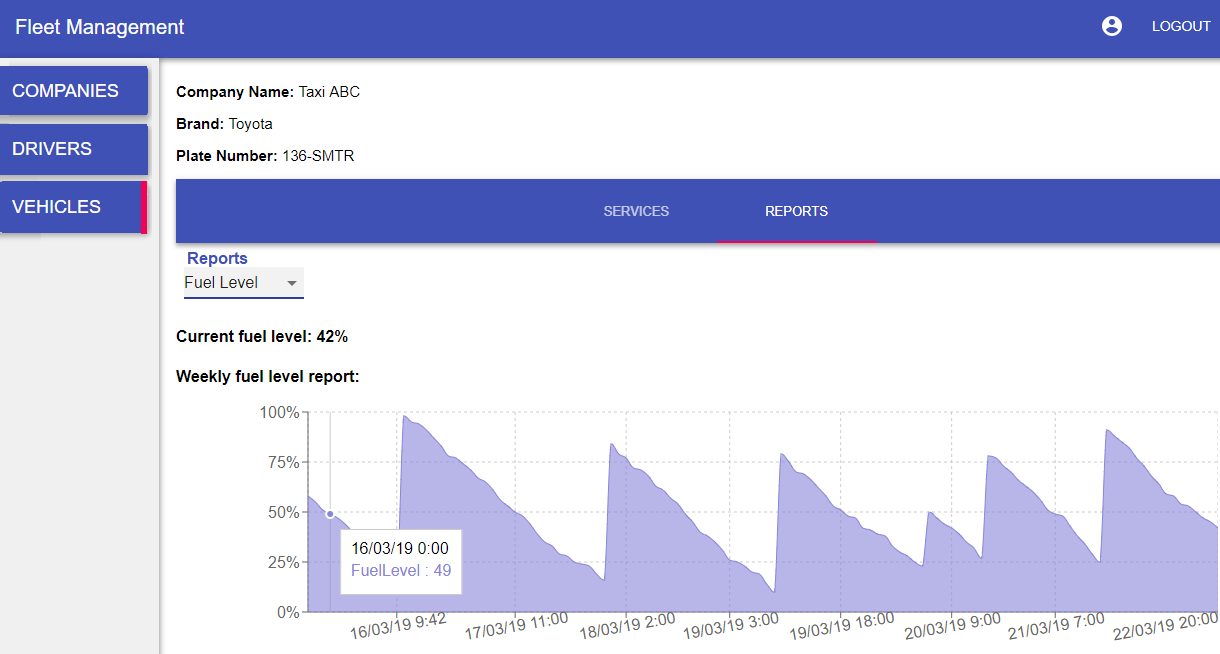 Fleet Management
LOGOUT
COMPANIES
DRIVERS
VEHICLES
Company Name: Taxi ABC
Brand: Toyota
Plate Number: 136-SMTR
SERVICES
REPORTS
Reports
Fuel Level
Current fuel level: 42%
Weekly fuel level report:
100%
75%
50%
25%
0%
16/03/19 0:00
FuelLevel : 49
16/03/19 9:42
17/03/19 11:00
18/03/19 2:00
19/03/19 3:00
19/03/19 18:00
20/03/19 9:00
21/03/19 7:00
22/03/19 20:00